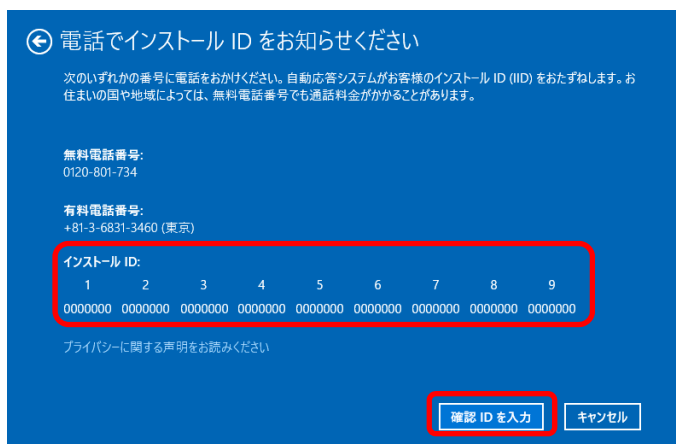 電話でインストール ID をお知らせください
次のいずれかの番号に電話をおかけください。自動応答システムがお客様のインストール ID (IID) をおたずねします。お
住まいの国や地域によっては、無料電話番号でも通話料金がかかることがあります。
無料電話番号:
0120-801-734
有料電話番号:
+81-3-6831-3460 (東京)
インストール ID:
1 2 3 4 5 6 7 8 9
0000000 0000000 0000000 0000000 0000000 0000000 0000000 0000000 0000000
プライバシーに関する声明をお読みください
確認 ID を入力 キャンセル